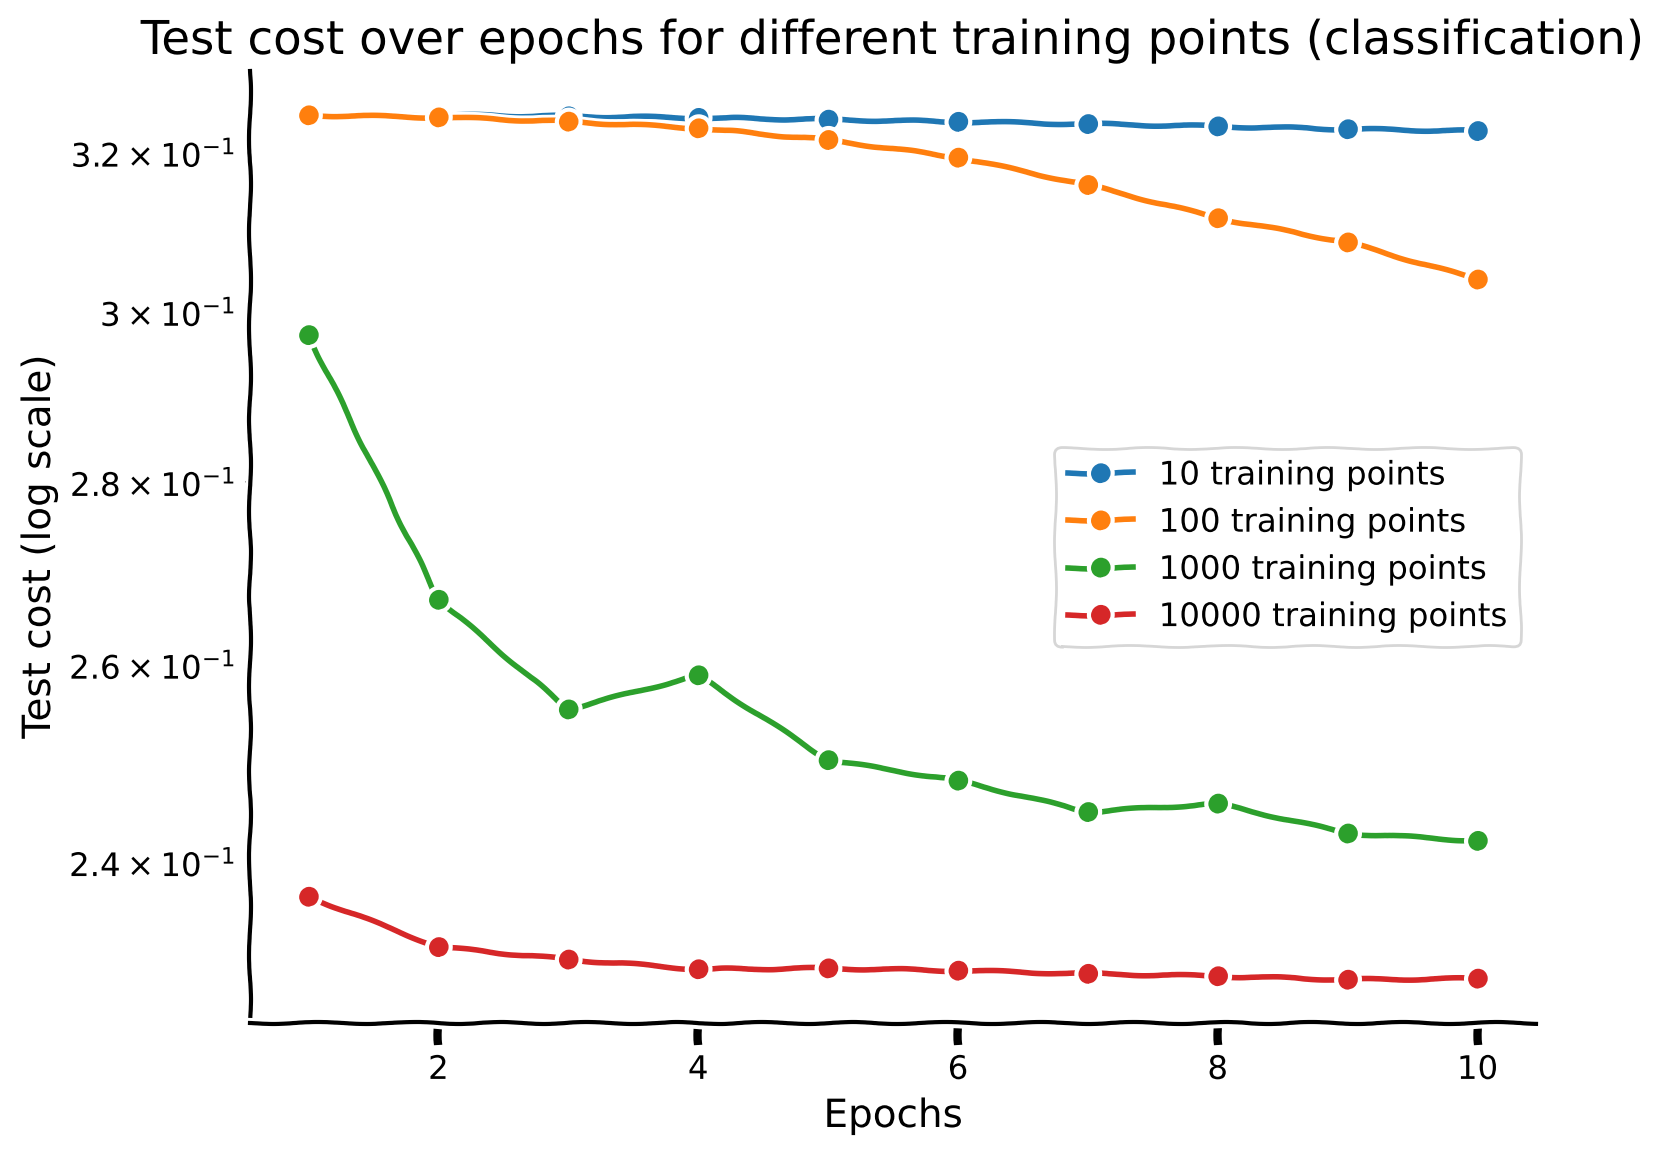 Test cost over epochs for different training points (classification)
Test cost (log scale)
3.2 × 10⁻¹
3 × 10⁻¹
2.8 × 10⁻¹
2.6 × 10⁻¹
2.4 × 10⁻¹
10 training points
100 training points
1000 training points
10000 training points
2 4 6 8 10
Epochs